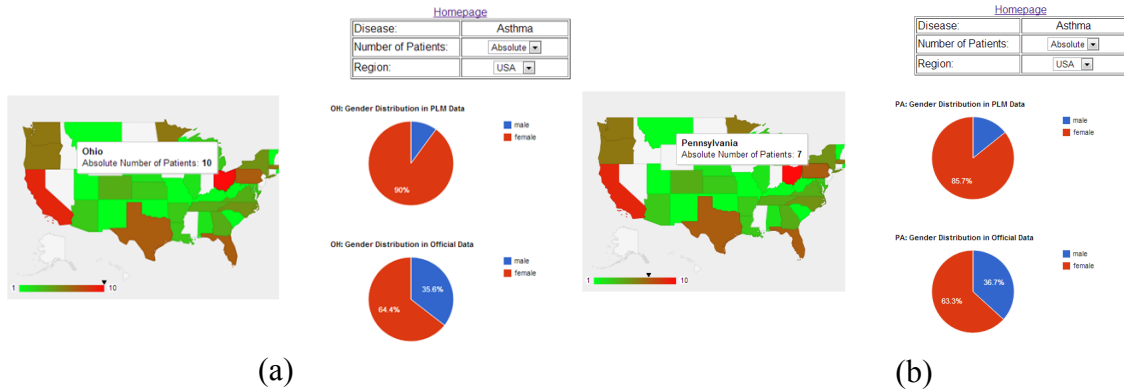 Homepage
Disease: Asthma
Number of Patients: Absolute
Region: USA
Ohio
Absolute Number of Patients: 10
1 10
OH: Gender Distribution in PLM Data
male
female
90%
OH: Gender Distribution in Official Data
male
female
35.6%
64.4%
(a)
Homepage
Disease: Asthma
Number of Patients: Absolute
Region: USA
Pennsylvania
Absolute Number of Patients: 7
1 10
PA: Gender Distribution in PLM Data
male
female
85.7%
PA: Gender Distribution in Official Data
male
female
36.7%
63.3%
(b)